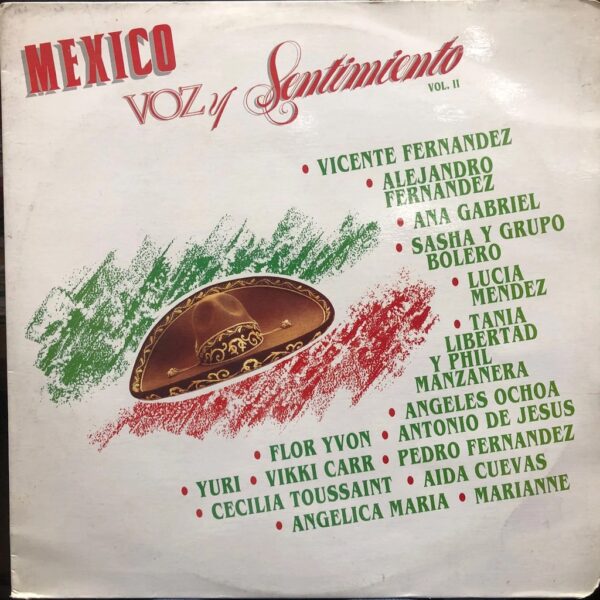 MEXICO
VOZ y Sentimiento
VOL. II
• VICENTE FERNANDEZ
• ALEJANDRO
FERNANDEZ
• ANA GABRIEL
• SASHA Y GRUPO
BOLERO
• LUCIA
MENDEZ
• TANIA
LIBERTAD
Y PHIL
MANZANERA
• ANGELES OCHOA
• FLOR YVON • ANTONIO DE JESUS
• YURI • VIKKI CARR • PEDRO FERNANDEZ
• CECILIA TOUSSAINT • AIDA CUEVAS
• ANGELICA MARIA • MARIANNE